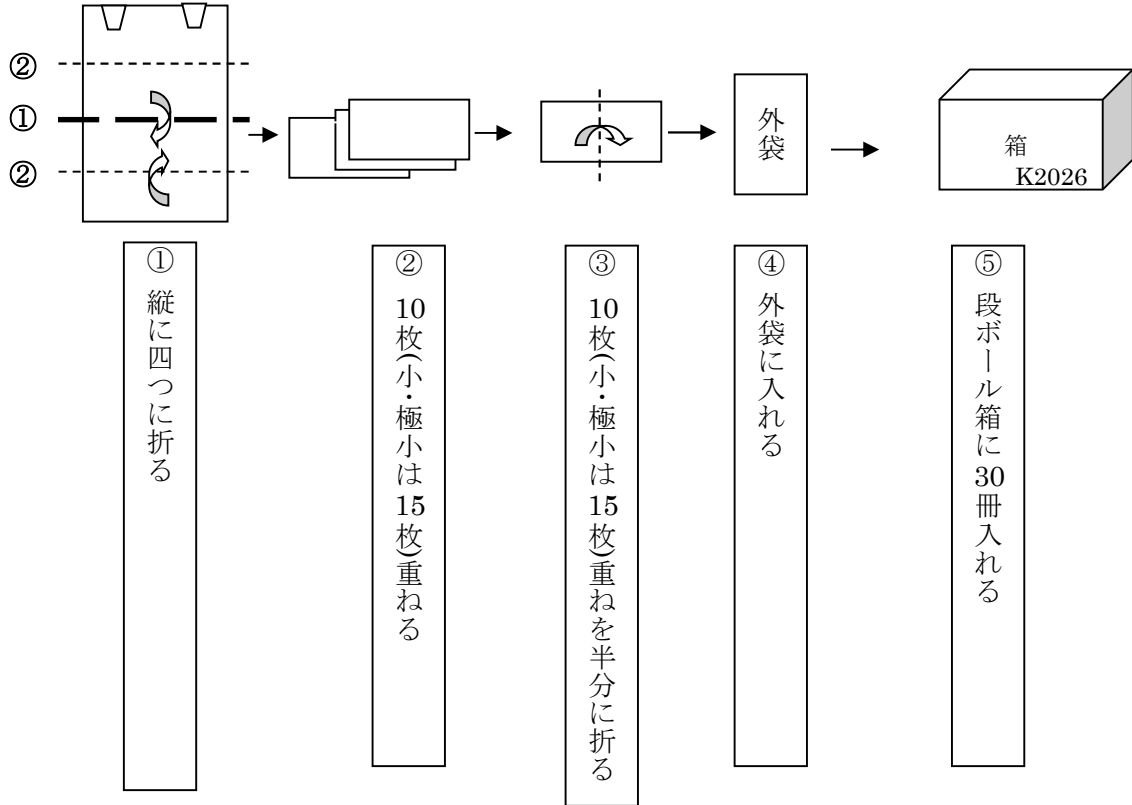 ②
①
②
外袋
箱
K2026
① 縦に四つに折る
② 10枚(小・極小は15枚)重ねる
③ 10枚(小・極小は15枚)重ねを半分に折る
④ 外袋に入れる
⑤ 段ボール箱に30冊入れる